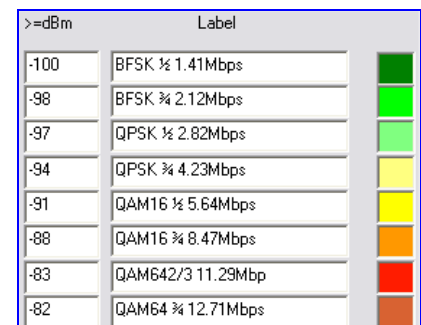 >=dBm Label
-100 BFSK ½ 1.41Mbps
-98 BFSK ¾ 2.12Mbps
-97 QPSK ½ 2.82Mbps
-94 QPSK ¾ 4.23Mbps
-91 QAM16 ½ 5.64Mbps
-88 QAM16 ¾ 8.47Mbps
-83 QAM642/3 11.29Mbp
-82 QAM64 ¾ 12.71Mbps